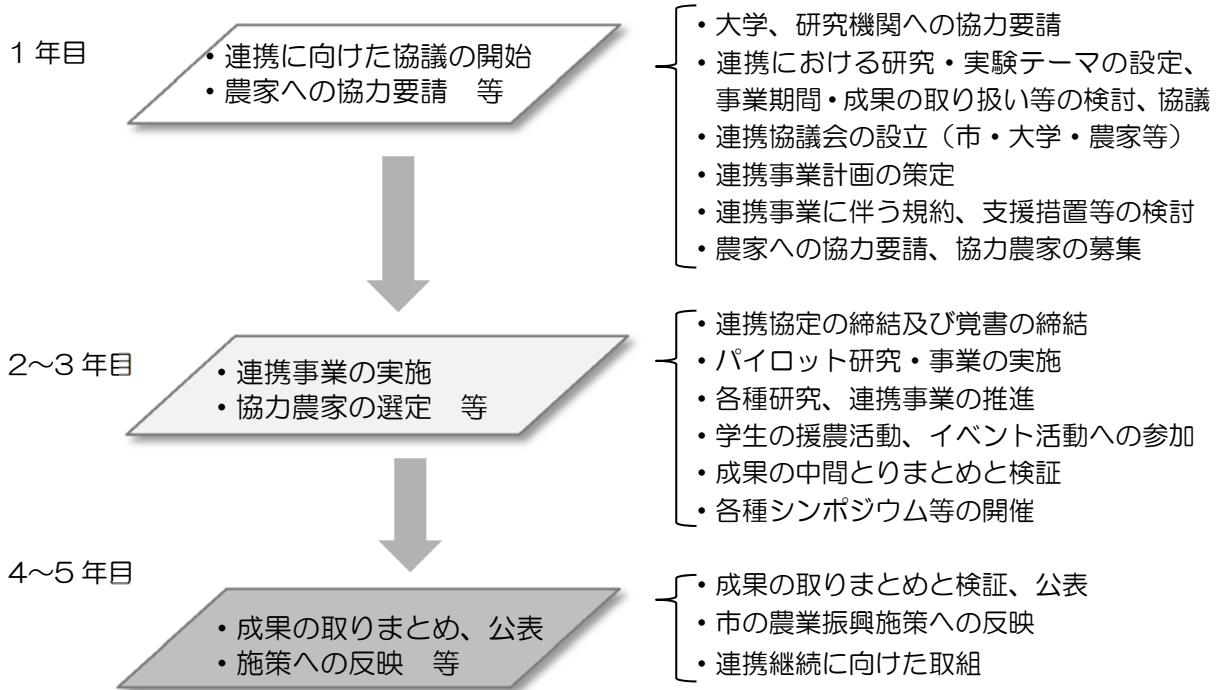 1年目
・連携に向けた協議の開始
・農家への協力要請　等
・大学、研究機関への協力要請
・連携における研究・実験テーマの設定、
事業期間・成果の取り扱い等の検討、協議
・連携協議会の設立（市・大学・農家等）
・連携事業計画の策定
・連携事業に伴う規約、支援措置等の検討
・農家への協力要請、協力農家の募集
2～3年目
・連携事業の実施
・協力農家の選定　等
・連携協定の締結及び覚書の締結
・パイロット研究・事業の実施
・各種研究、連携事業の推進
・学生の援農活動、イベント活動への参加
・成果の中間とりまとめと検証
・各種シンポジウム等の開催
4～5年目
・成果の取りまとめ、公表
・施策への反映　等
・成果の取りまとめと検証、公表
・市の農業振興施策への反映
・連携継続に向けた取組